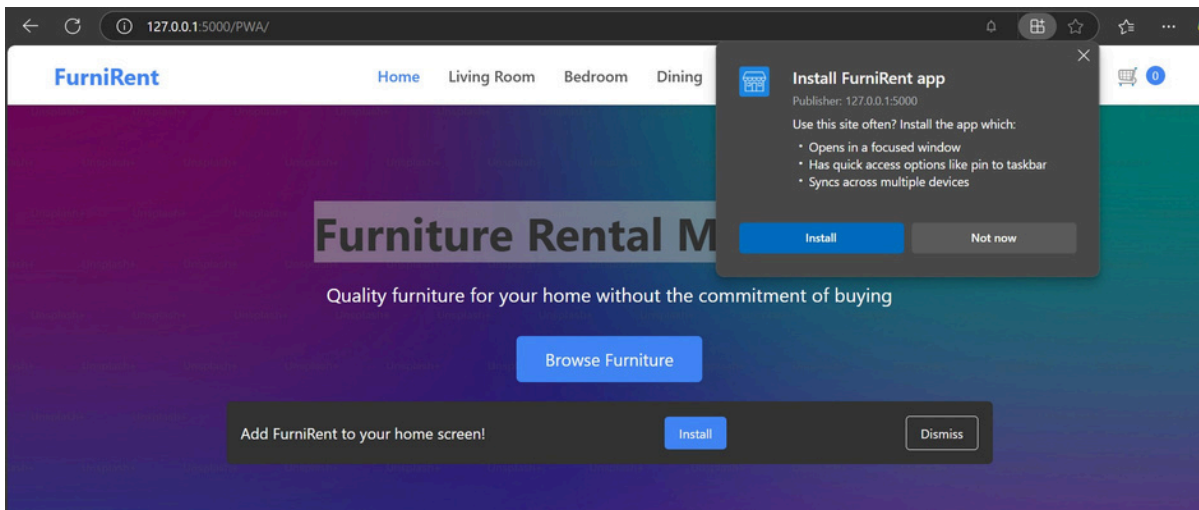 127.0.0.1:5000/PWA/
FurniRent
Home Living Room Bedroom Dining
0
Install FurniRent app
Publisher: 127.0.0.1:5000
Use this site often? Install the app which:
• Opens in a focused window
• Has quick access options like pin to taskbar
• Syncs across multiple devices
Install Not now
Furniture Rental M
Quality furniture for your home without the commitment of buying
Browse Furniture
Add FurniRent to your home screen! Install Dismiss